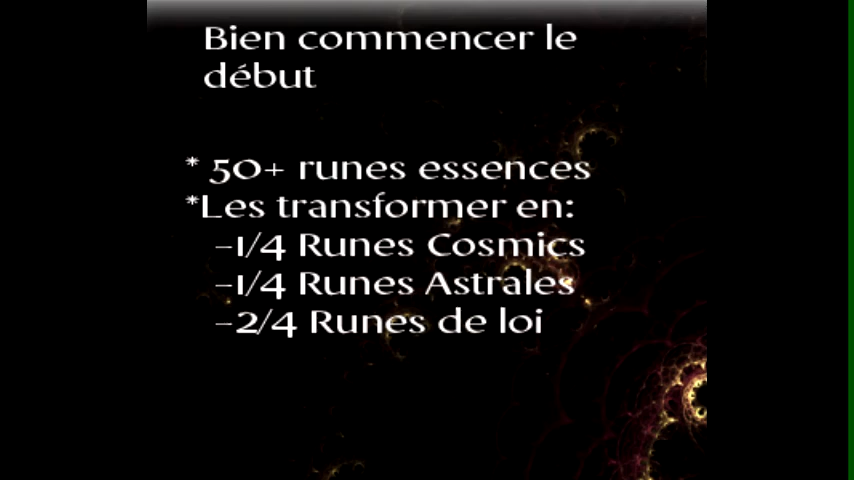 Bien commencer le
début
* 50+ runes essences
*Les transformer en:
-1/4 Runes Cosmics
-1/4 Runes Astrales
-2/4 Runes de loi